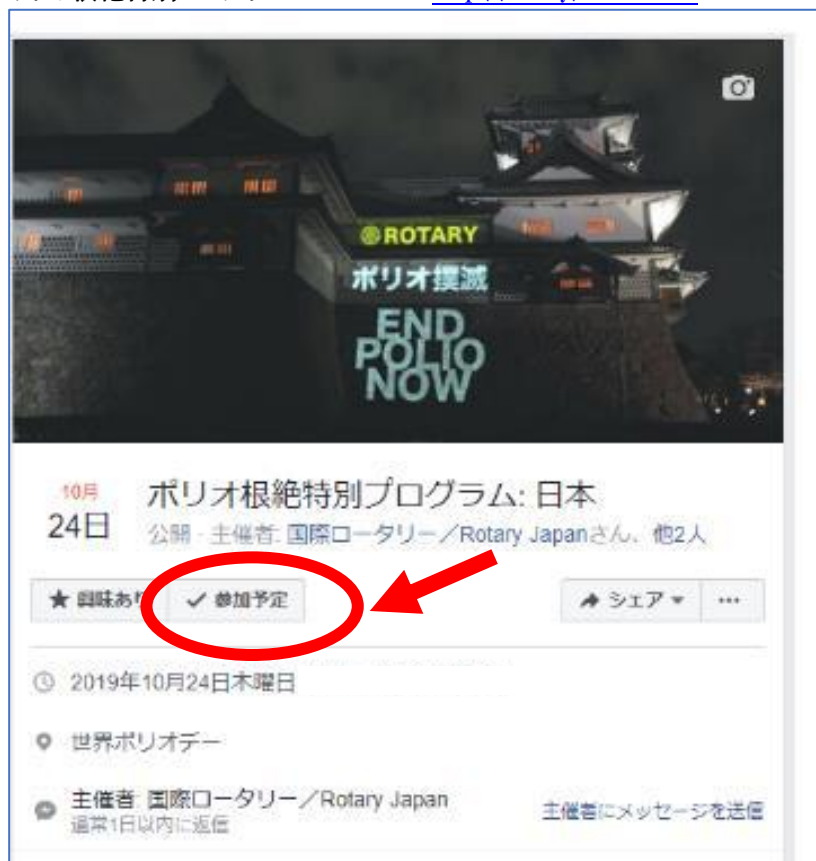 ROTARY
ポリオ撲滅
END
POLIO
NOW
10月
24日
ポリオ根絶特別プログラム: 日本
公開 · 主催者: 国際ロータリー／Rotary Japanさん、他2人
★ 興味あり ✓ 参加予定 シェア ▾ ...
2019年10月24日木曜日
世界ポリオデー
主催者: 国際ロータリー／Rotary Japan
通常1日以内に返信
主催者にメッセージを送信